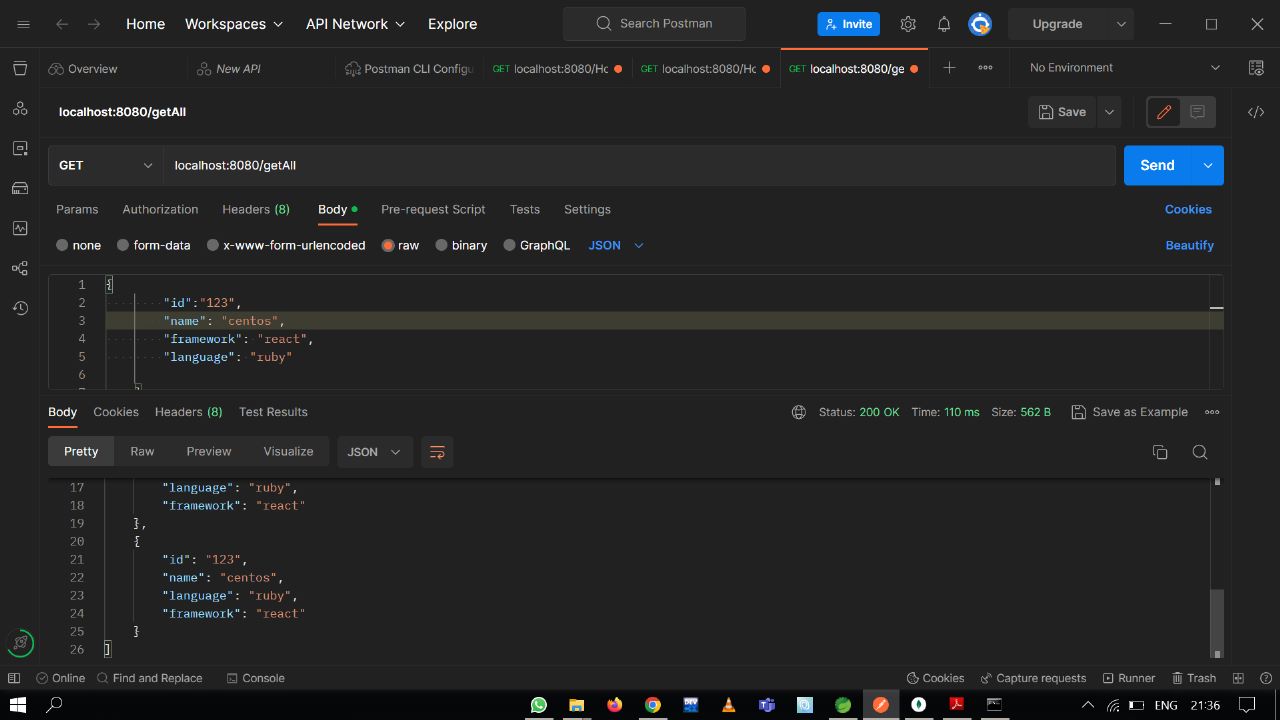 Home Workspaces API Network Explore Search Postman Invite Upgrade
Overview New API Postman CLI Configu GET localhost:8080/Ho GET localhost:8080/Ho GET localhost:8080/ge No Environment
localhost:8080/getAll Save
GET localhost:8080/getAll Send
Params Authorization Headers (8) Body Pre-request Script Tests Settings Cookies
none form-data x-www-form-urlencoded raw binary GraphQL JSON Beautify
1 {
2 "id":"123",
3 "name": "centos",
4 "framework": "react",
5 "language": "ruby"
6
Body Cookies Headers (8) Test Results Status: 200 OK Time: 110 ms Size: 562 B Save as Example
Pretty Raw Preview Visualize JSON
17 "language": "ruby",
18 "framework": "react"
19 },
20 {
21 "id": "123",
22 "name": "centos",
23 "language": "ruby",
24 "framework": "react"
25 }
26 ]
Online Find and Replace Console Cookies Capture requests Runner Trash
ENG 21:36